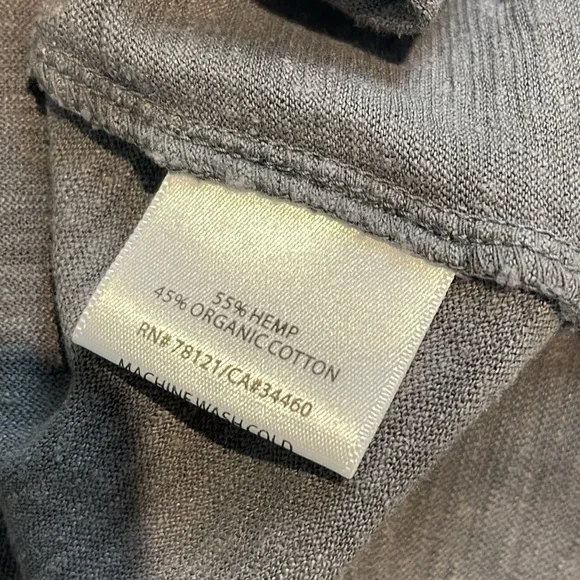 55% HEMP
45% ORGANIC COTTON
RN# 78121/CA#34460
MACHINE WASH COLD